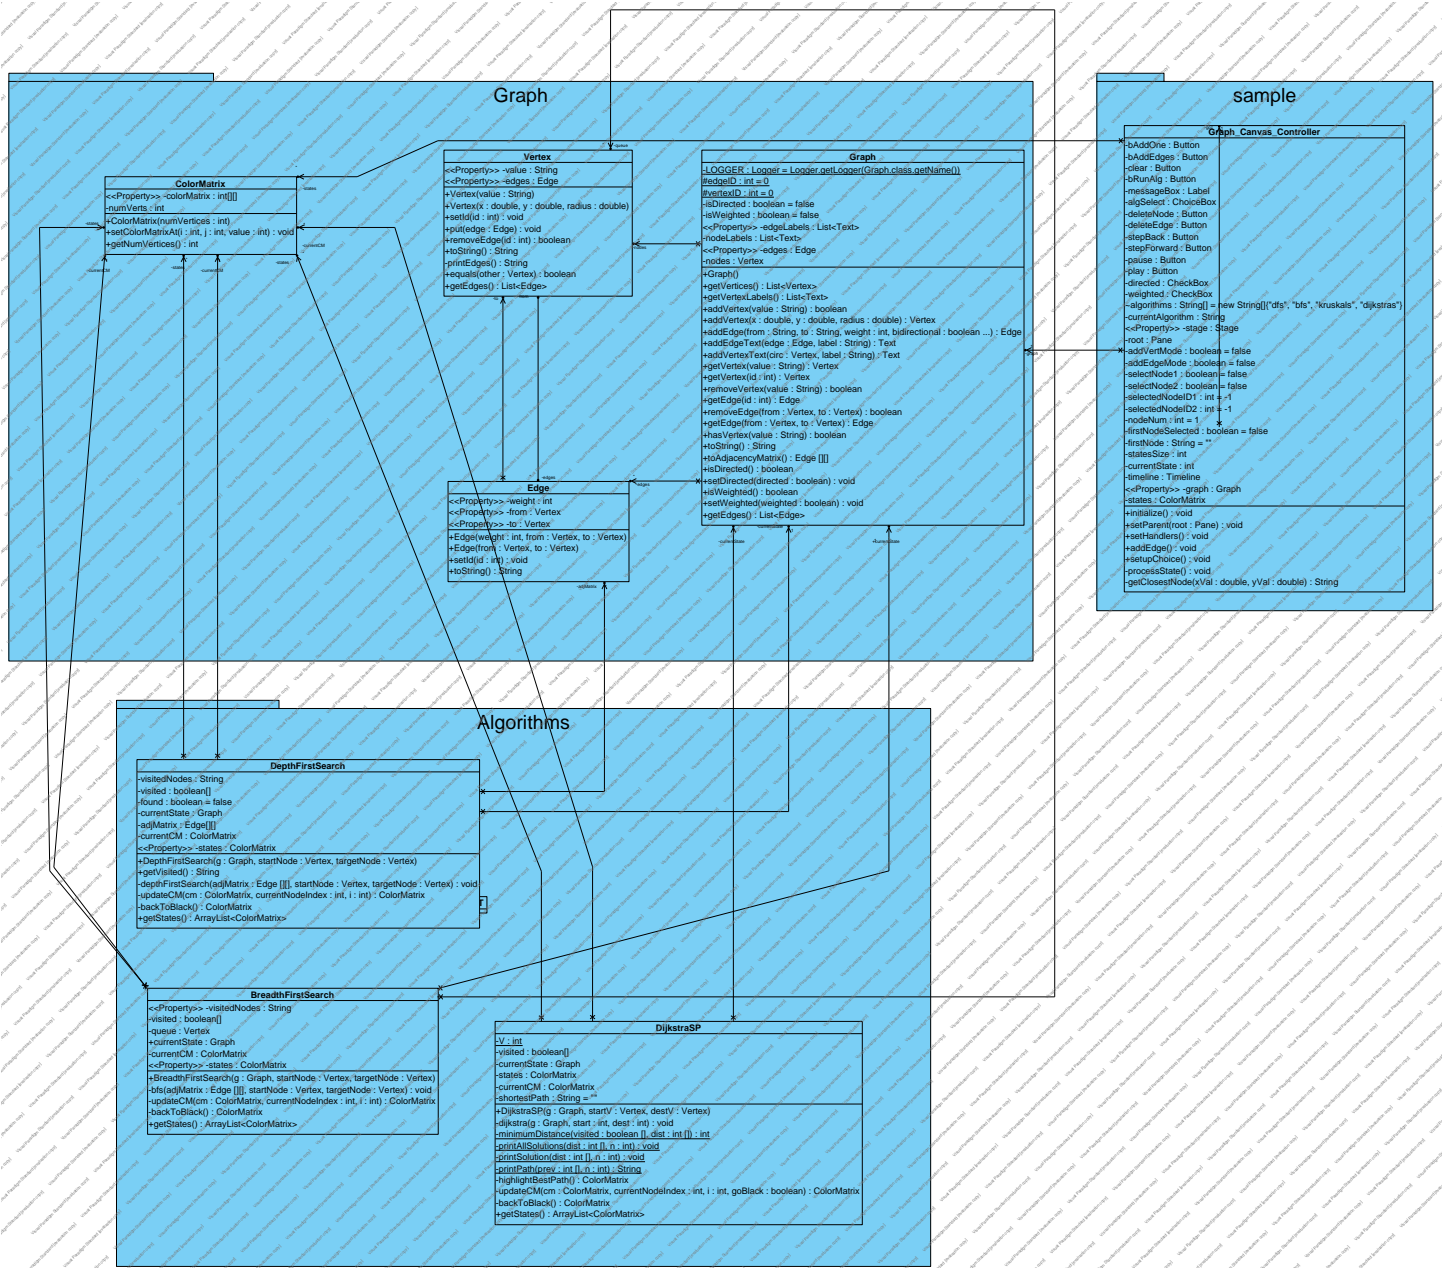 Graph
ColorMatrix
<<Property>> -colorMatrix : int[][]
-numVerts : int
+ColorMatrix(numVertices : int)
+setColorMatrixAt(i : int, j : int, value : int) : void
+getNumVertices() : int
Vertex
<<Property>> -value : String
<<Property>> -edges : Edge
+Vertex(value : String)
+Vertex(x : double, y : double, radius : double)
+setId(id : int) : void
+put(edge : Edge) : void
+removeEdge(id : int) : boolean
+toString() : String
-printEdges() : String
+equals(other : Vertex) : boolean
+getEdges() : List<Edge>
Graph
-LOGGER : Logger = Logger.getLogger(Graph.class.getName())
#edgeID : int = 0
#vertexID : int = 0
-isDirected : boolean = false
-isWeighted : boolean = false
<<Property>> -edgeLabels : List<Text>
-nodeLabels : List<Text>
<<Property>> -edges : Edge
-nodes : Vertex
+Graph()
+getVertices() : List<Vertex>
+getVertexLabels() : List<Text>
+addVertex(value : String) : boolean
+addVertex(x : double, y : double, radius : double) : Vertex
+addEdge(from : String, to : String, weight : int, bidirectional : boolean ...) : Edge
+addEdgeText(edge : Edge, label : String) : Text
+addVertexText(circ : Vertex, label : String) : Text
+getVertex(value : String) : Vertex
+getVertex(id : int) : Vertex
+removeVertex(value : String) : boolean
+getEdge(id : int) : Edge
+removeEdge(from : Vertex, to : Vertex) : boolean
+getEdge(from : Vertex, to : Vertex) : Edge
+hasVertex(value : String) : boolean
+toString() : String
+toAdjacencyMatrix() : Edge [][]
+isDirected() : boolean
+setDirected(directed : boolean) : void
+isWeighted() : boolean
+setWeighted(weighted : boolean) : void
+getEdges() : List<Edge>
Edge
<<Property>> -weight : int
<<Property>> -from : Vertex
<<Property>> -to : Vertex
+Edge(weight : int, from : Vertex, to : Vertex)
+Edge(from : Vertex, to : Vertex)
+setId(id : int) : void
+toString() : String
sample
Graph_Canvas_Controller
-bAddOne : Button
-bAddEdges : Button
-clear : Button
-bRunAlg : Button
-messageBox : Label
-algSelect : ChoiceBox
-deleteNode : Button
-deleteEdge : Button
-stepBack : Button
-stepForward : Button
-pause : Button
-play : Button
-directed : CheckBox
-weighted : CheckBox
~algorithms : String[] = new String[]{"dfs", "bfs", "kruskals", "dijkstras"}
-currentAlgorithm : String
<<Property>> -stage : Stage
-root : Pane
-addVertMode : boolean = false
-addEdgeMode : boolean = false
-selectNode1 : boolean = false
-selectNode2 : boolean = false
-selectedNodeID1 : int = -1
-selectedNodeID2 : int = -1
-nodeNum : int = 1
-firstNodeSelected : boolean = false
-firstNode : String = ""
-statesSize : int
-currentState : int
-timeline : Timeline
<<Property>> -graph : Graph
-states : ColorMatrix
+initialize() : void
+setParent(root : Pane) : void
+setHandlers() : void
+addEdge() : void
+setupChoice() : void
-processState() : void
-getClosestNode(xVal : double, yVal : double) : String
Algorithms
DepthFirstSearch
-visitedNodes : String
-visited : boolean[]
-found : boolean = false
-currentState : Graph
-adjMatrix : Edge[][]
-currentCM : ColorMatrix
<<Property>> -states : ColorMatrix
+DepthFirstSearch(g : Graph, startNode : Vertex, targetNode : Vertex)
+getVisited() : String
-depthFirstSearch(adjMatrix : Edge [][], startNode : Vertex, targetNode : Vertex) : void
-updateCM(cm : ColorMatrix, currentNodeIndex : int, i : int) : ColorMatrix
-backToBlack() : ColorMatrix
+getStates() : ArrayList<ColorMatrix>
BreadthFirstSearch
<<Property>> -visitedNodes : String
-visited : boolean[]
-queue : Vertex
+currentState : Graph
-currentCM : ColorMatrix
<<Property>> -states : ColorMatrix
+BreadthFirstSearch(g : Graph, startNode : Vertex, targetNode : Vertex)
-bfs(adjMatrix : Edge [][], startNode : Vertex, targetNode : Vertex) : void
-updateCM(cm : ColorMatrix, currentNodeIndex : int, i : int) : ColorMatrix
-backToBlack() : ColorMatrix
+getStates() : ArrayList<ColorMatrix>
DijkstraSP
-V : int
-visited : boolean[]
-currentState : Graph
-states : ColorMatrix
-currentCM : ColorMatrix
-shortestPath : String = ""
+DijkstraSP(g : Graph, startV : Vertex, destV : Vertex)
-dijkstra(g : Graph, start : int, dest : int) : void
-minimumDistance(visited : boolean [], dist : int []) : int
-printAllSolutions(dist : int [], n : int) : void
-printSolution(dist : int [], n : int) : void
-printPath(prev : int [], n : int) : String
-highlightBestPath() : ColorMatrix
-updateCM(cm : ColorMatrix, currentNodeIndex : int, i : int, goBlack : boolean) : ColorMatrix
-backToBlack() : ColorMatrix
+getStates() : ArrayList<ColorMatrix>